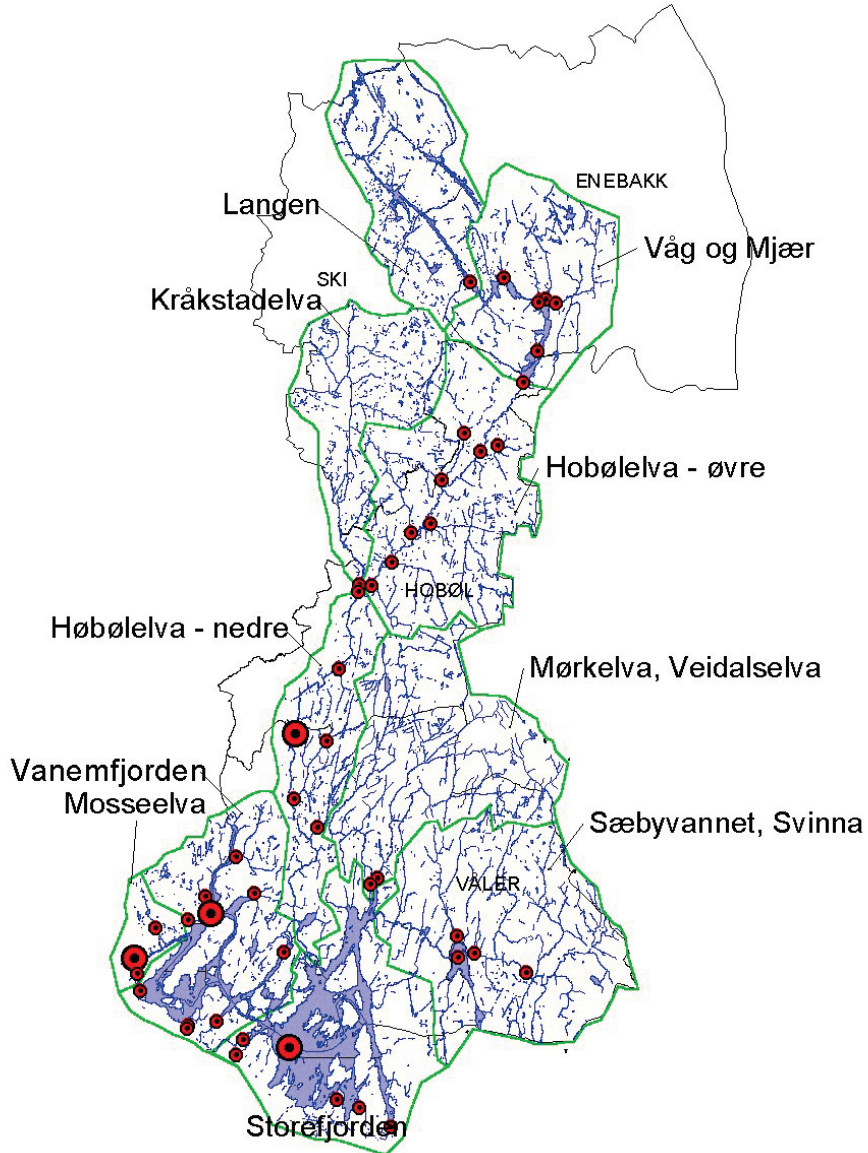 ENEBAKK
Langen
Våg og Mjær
SKI
Kråkstadelva
Hobølelva - øvre
HOBØL
Høbølelva - nedre
Mørkelva, Veidalselva
Vanemfjorden
Mosseelva
Sæbyvannet, Svinna
VÅLER
Storefjorden